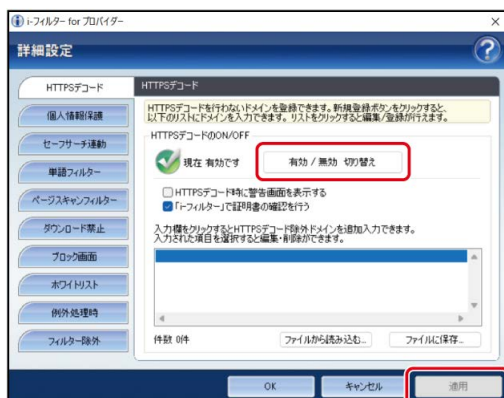 i-フィルター for プロバイダー
詳細設定
HTTPSデコード
個人情報保護
セーフサーチ連動
単語フィルター
ページスキャンフィルター
ダウンロード禁止
ブロック画面
ホワイトリスト
例外処理時
フィルター除外
HTTPSデコード
HTTPSデコードを行わないドメインを登録できます。新規登録ボタンをクリックすると、
以下のリストにドメインを入力できます。リストをクリックすると編集/登録が行えます。
HTTPSデコードのON/OFF
現在 有効です
有効 / 無効 切り替え
HTTPSデコード時に警告画面を表示する
「i-フィルター」で証明書の確認を行う
入力欄をクリックするとHTTPSデコード除外ドメインを追加入力できます。
入力された項目を選択すると編集・削除ができます。
件数 0件
ファイルから読み込む...
ファイルに保存...
OK
キャンセル
適用